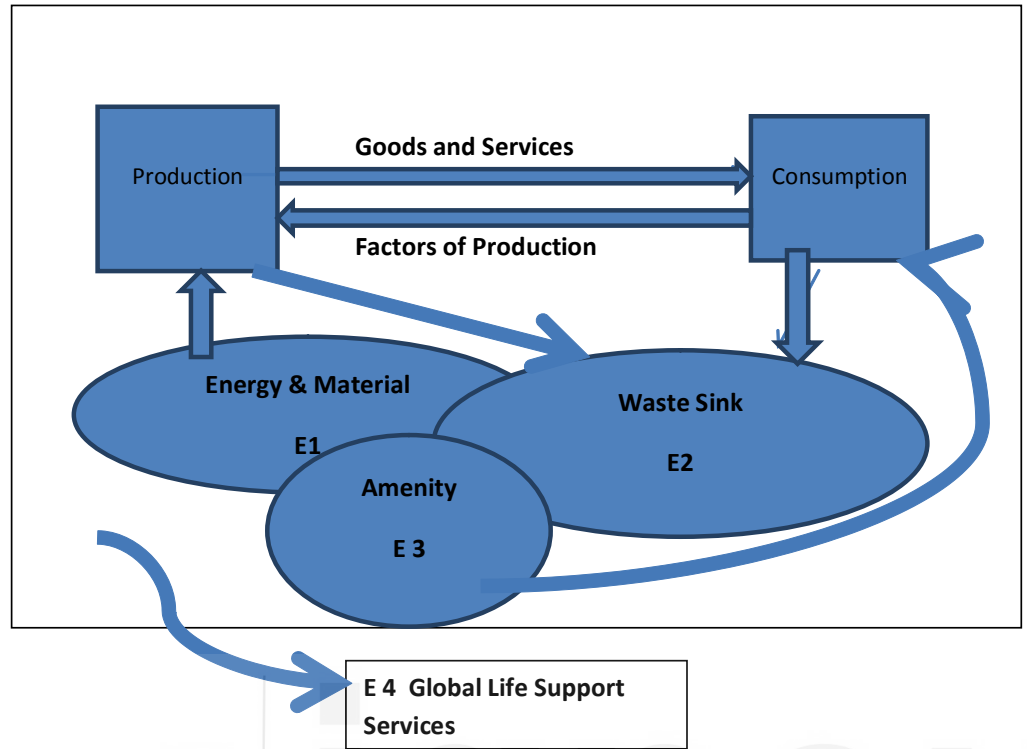 Goods and Services
Production
Consumption
Factors of Production
Energy & Material
E1
Waste Sink
E2
Amenity
E 3
E 4 Global Life Support
Services